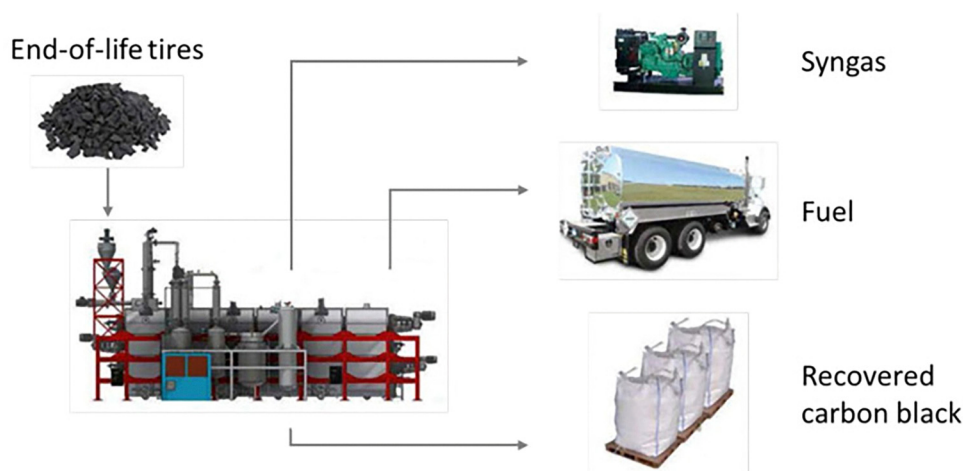 End-of-life tires
Syngas
Fuel
Recovered
carbon black